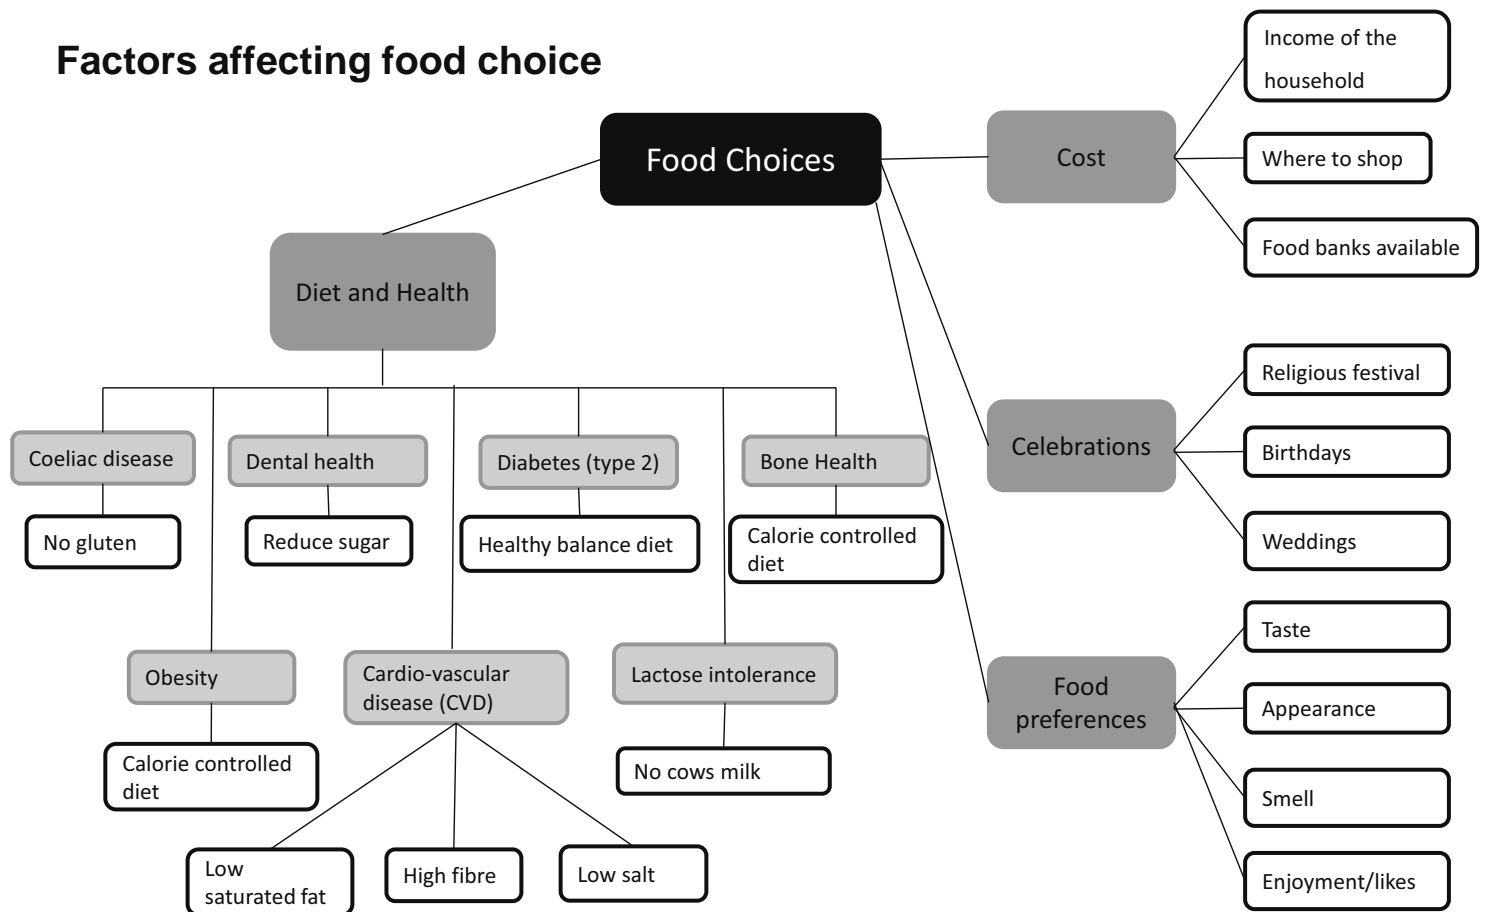 Factors affecting food choice
Food Choices
Diet and Health
Coeliac disease
No gluten
Obesity
Calorie controlled
diet
Dental health
Reduce sugar
Cardio-vascular
disease (CVD)
Low
saturated fat
High fibre
Low salt
Diabetes (type 2)
Healthy balance diet
Lactose intolerance
No cows milk
Bone Health
Calorie controlled
diet
Cost
Income of the
household
Where to shop
Food banks available
Celebrations
Religious festival
Birthdays
Weddings
Food
preferences
Taste
Appearance
Smell
Enjoyment/likes